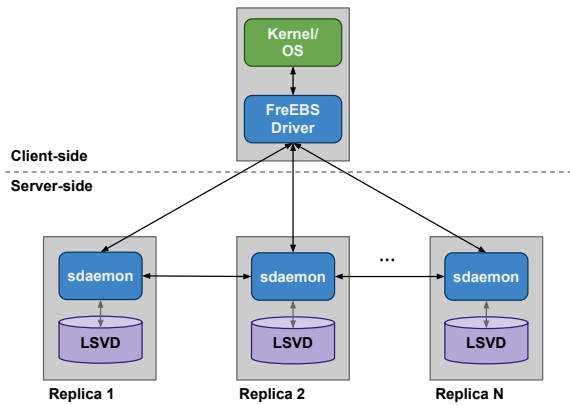 Kernel/
OS
FreEBS
Driver
Client-side
Server-side
...
sdaemon
sdaemon
sdaemon
LSVD
LSVD
LSVD
Replica 1
Replica 2
Replica N